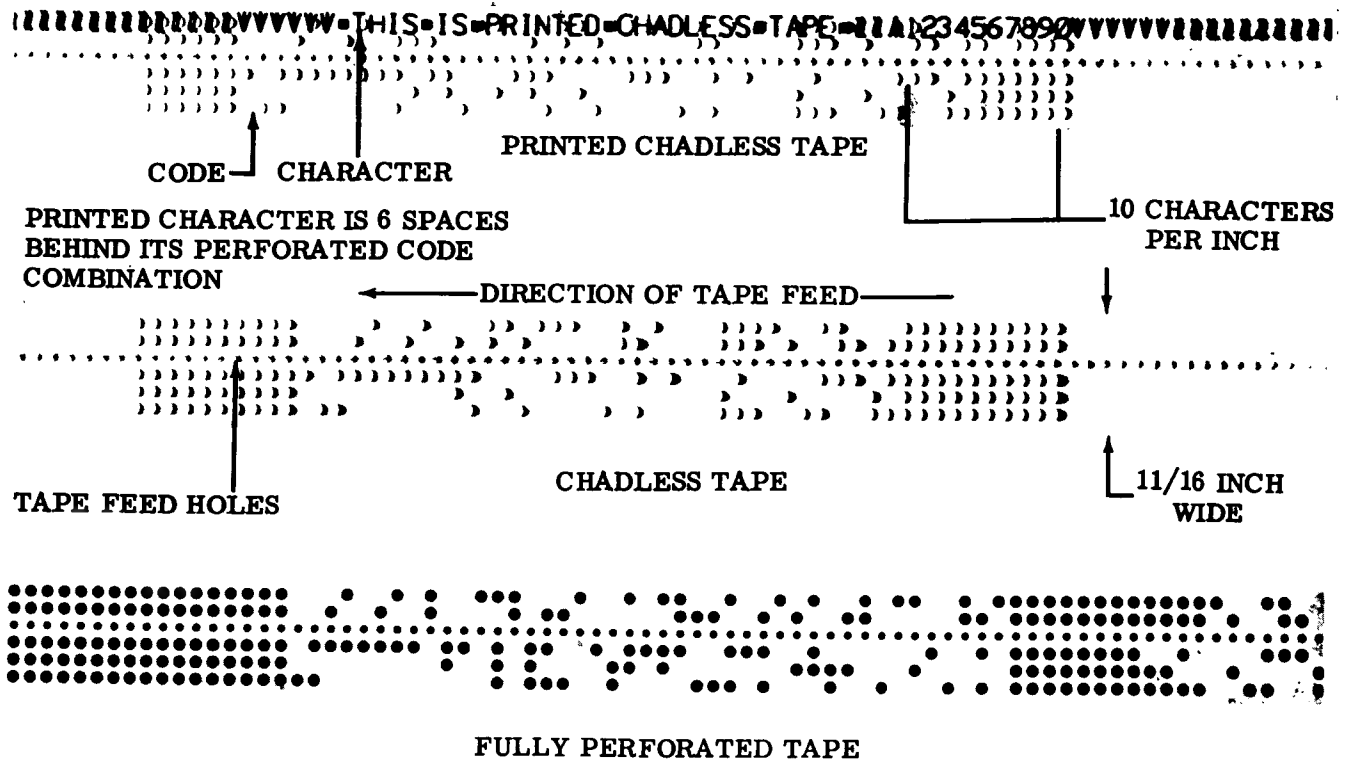 THIS IS PRINTED CHADLESS TAPE 1234567890
PRINTED CHADLESS TAPE
CODE CHARACTER
PRINTED CHARACTER IS 6 SPACES
BEHIND ITS PERFORATED CODE
COMBINATION
10 CHARACTERS
PER INCH
DIRECTION OF TAPE FEED
TAPE FEED HOLES
CHADLESS TAPE
11/16 INCH
WIDE
FULLY PERFORATED TAPE